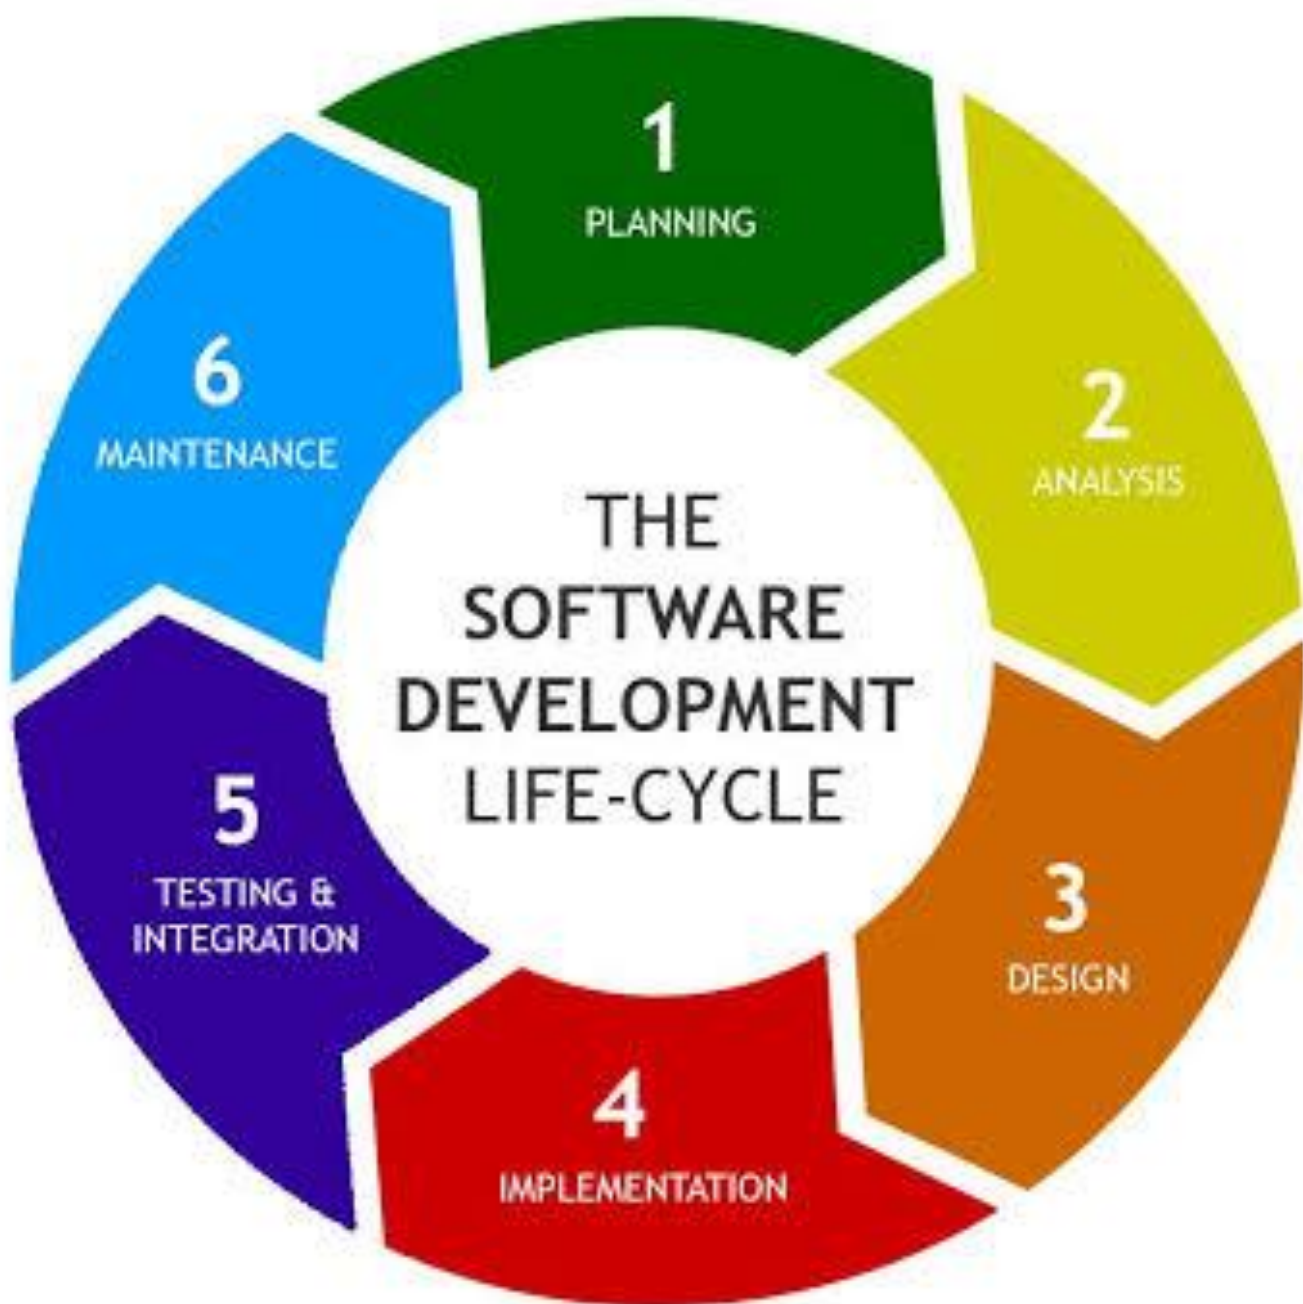 1
PLANNING
2
ANALYSIS
3
DESIGN
4
IMPLEMENTATION
5
TESTING &
INTEGRATION
6
MAINTENANCE
THE
SOFTWARE
DEVELOPMENT
LIFE-CYCLE